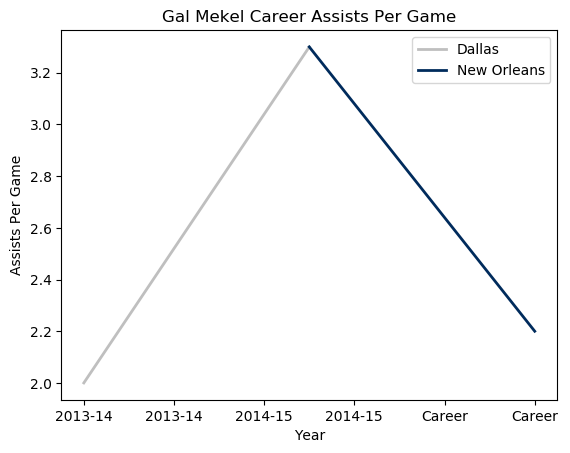 Gal Mekel Career Assists Per Game
Dallas
New Orleans
3.2
3.0
2.8
2.6
2.4
2.2
2.0
Assists Per Game
2013-14 2013-14 2014-15 2014-15 Career Career
Year